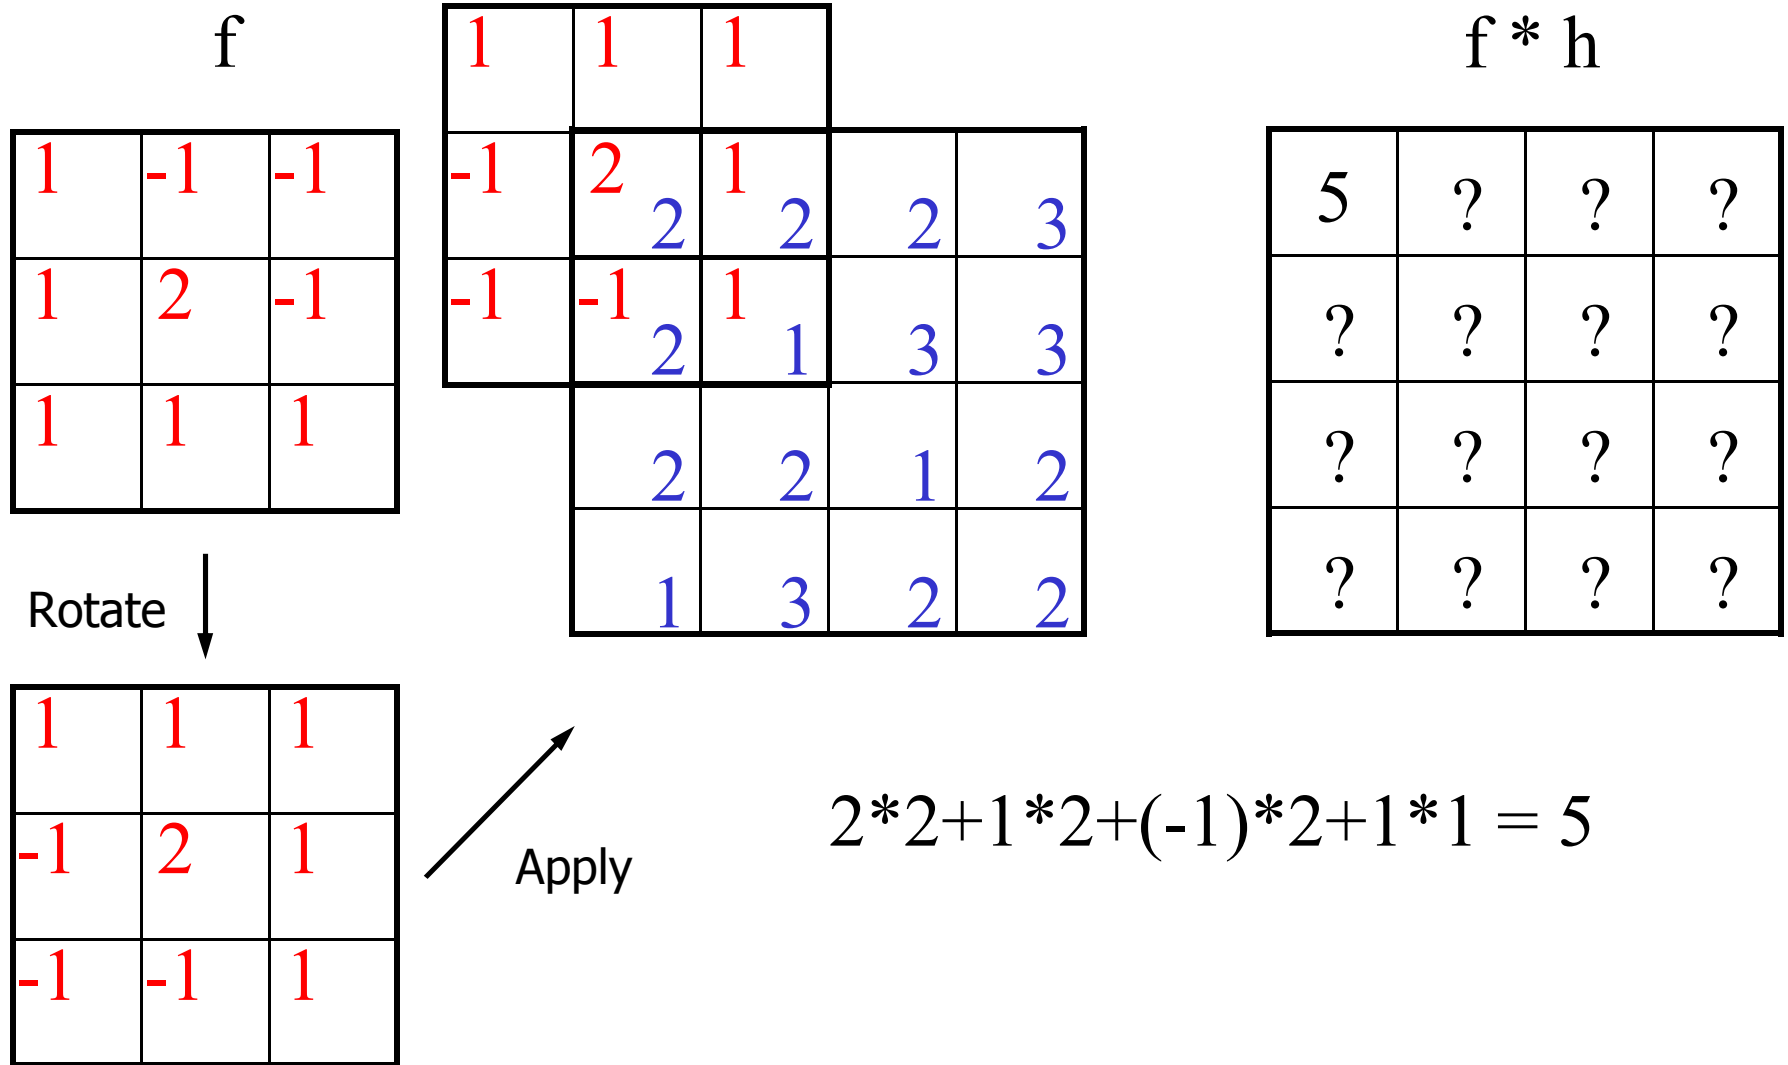 f
f * h
1 1 1
1 -1 -1
-1 2 1
2 2 2 3
5 ? ? ?
1 2 -1
-1 -1 1
2 1 3 3
? ? ? ?
1 1 1
2 2 1 2
? ? ? ?
1 3 2 2
? ? ? ?
Rotate
1 1 1
-1 2 1
-1 -1 1
Apply
2*2+1*2+(-1)*2+1*1 = 5